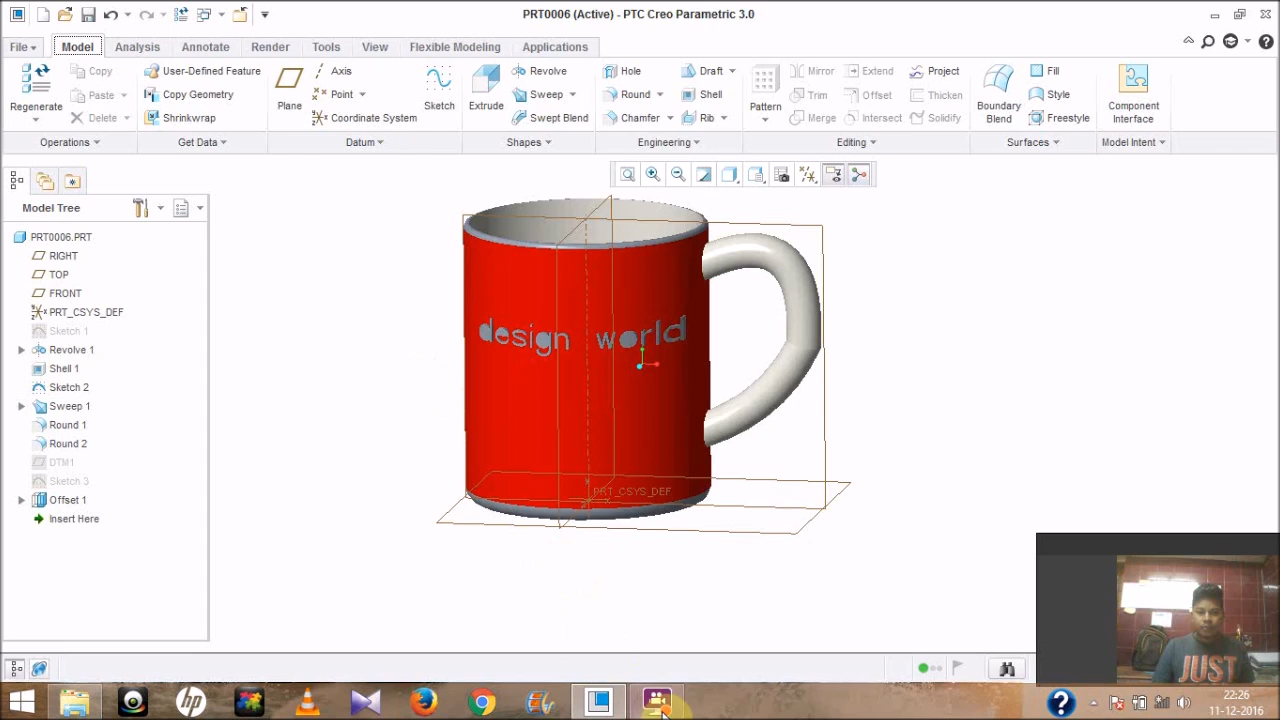 PRT0006 (Active) - PTC Creo Parametric 3.0
File Model Analysis Annotate Render Tools View Flexible Modeling Applications
Regenerate
Copy
Paste
Delete
Operations
User-Defined Feature
Copy Geometry
Shrinkwrap
Get Data
Plane
Axis
Point
Coordinate System
Datum
Sketch
Extrude
Revolve
Sweep
Swept Blend
Shapes
Hole
Round
Chamfer
Draft
Shell
Rib
Engineering
Pattern
Mirror
Trim
Merge
Extend
Offset
Intersect
Project
Thicken
Solidify
Editing
Boundary
Blend
Fill
Style
Freestyle
Surfaces
Component
Interface
Model Intent
Model Tree
PRT0006.PRT
RIGHT
TOP
FRONT
PRT_CSYS_DEF
Sketch 1
Revolve 1
Shell 1
Sketch 2
Sweep 1
Round 1
Round 2
DTM1
Sketch 3
Offset 1
Insert Here
design world
PRT_CSYS_DEF
JUST
22:26
11-12-2016